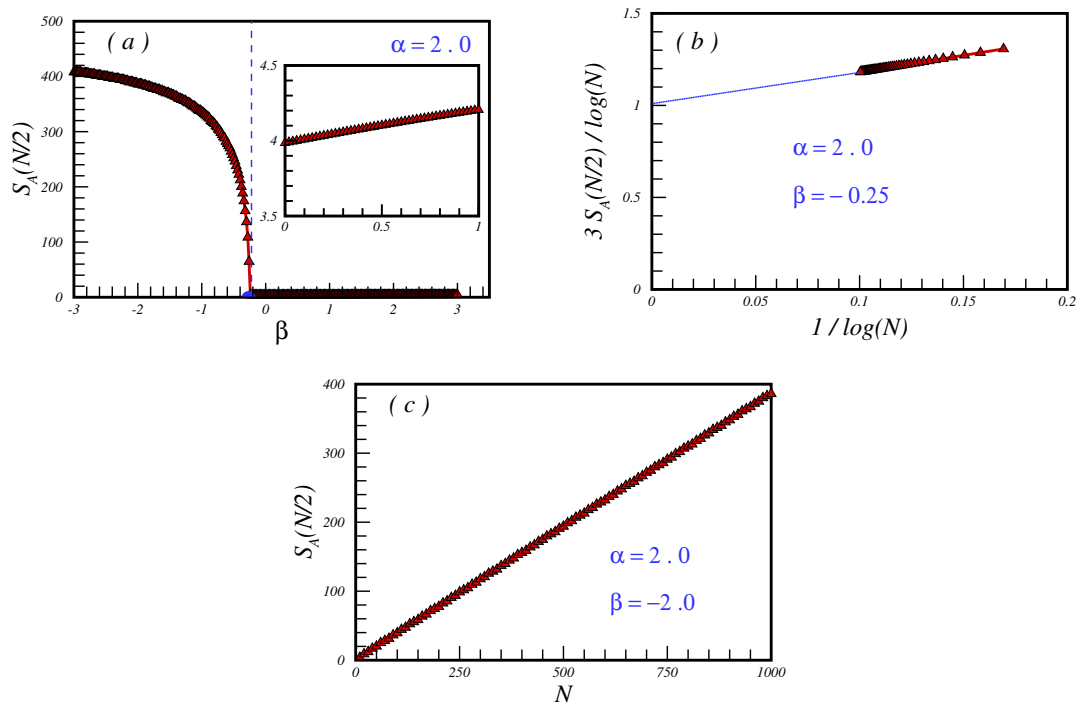 ( a )
α = 2 . 0
500
400
300
200
100
0
S_A(N/2)
-3 -2 -1 0 1 2 3
β
4.5
4
3.5
0 0.5 1
( b )
1.5
1
0.5
0
3 S_A(N/2) / log(N)
α = 2 . 0
β = − 0.25
0 0.05 0.1 0.15 0.2
1 / log(N)
( c )
400
300
200
100
0
S_A(N/2)
α = 2 . 0
β = −2.0
0 250 500 750 1000
N